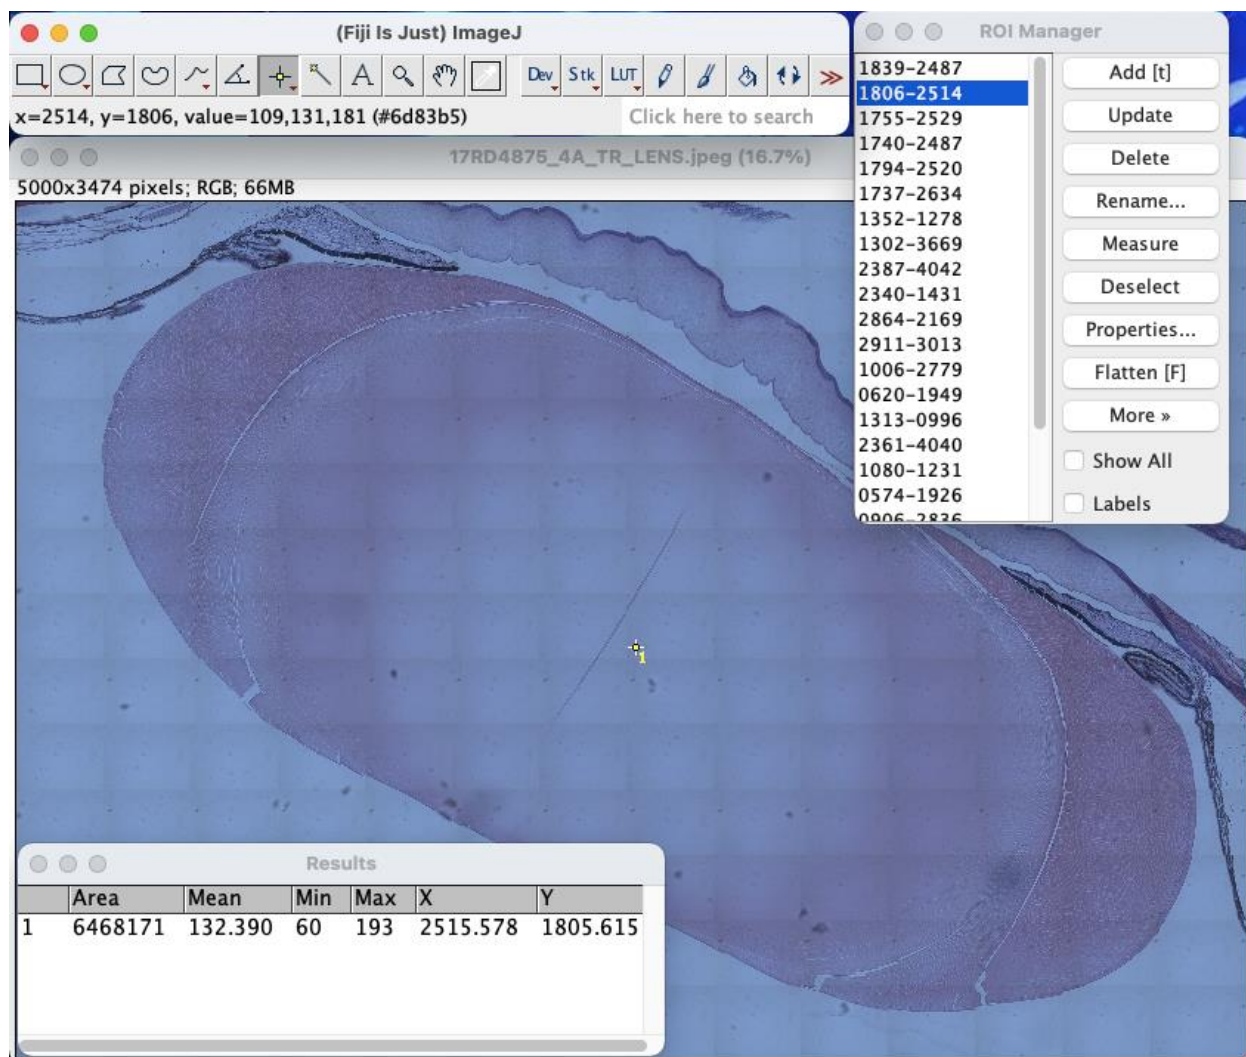 (Fiji Is Just) ImageJ
A Dev Stk LUT >>
x=2514, y=1806, value=109,131,181 (#6d83b5) Click here to search
17RD4875_4A_TR_LENS.jpeg (16.7%)
5000x3474 pixels; RGB; 66MB
ROI Manager
1839-2487
1806-2514
1755-2529
1740-2487
1794-2520
1737-2634
1352-1278
1302-3669
2387-4042
2340-1431
2864-2169
2911-3013
1006-2779
0620-1949
1313-0996
2361-4040
1080-1231
0574-1926
0906-2836
Add [t]
Update
Delete
Rename...
Measure
Deselect
Properties...
Flatten [F]
More »
Show All
Labels
1
Results
Area Mean Min Max X Y
1 6468171 132.390 60 193 2515.578 1805.615